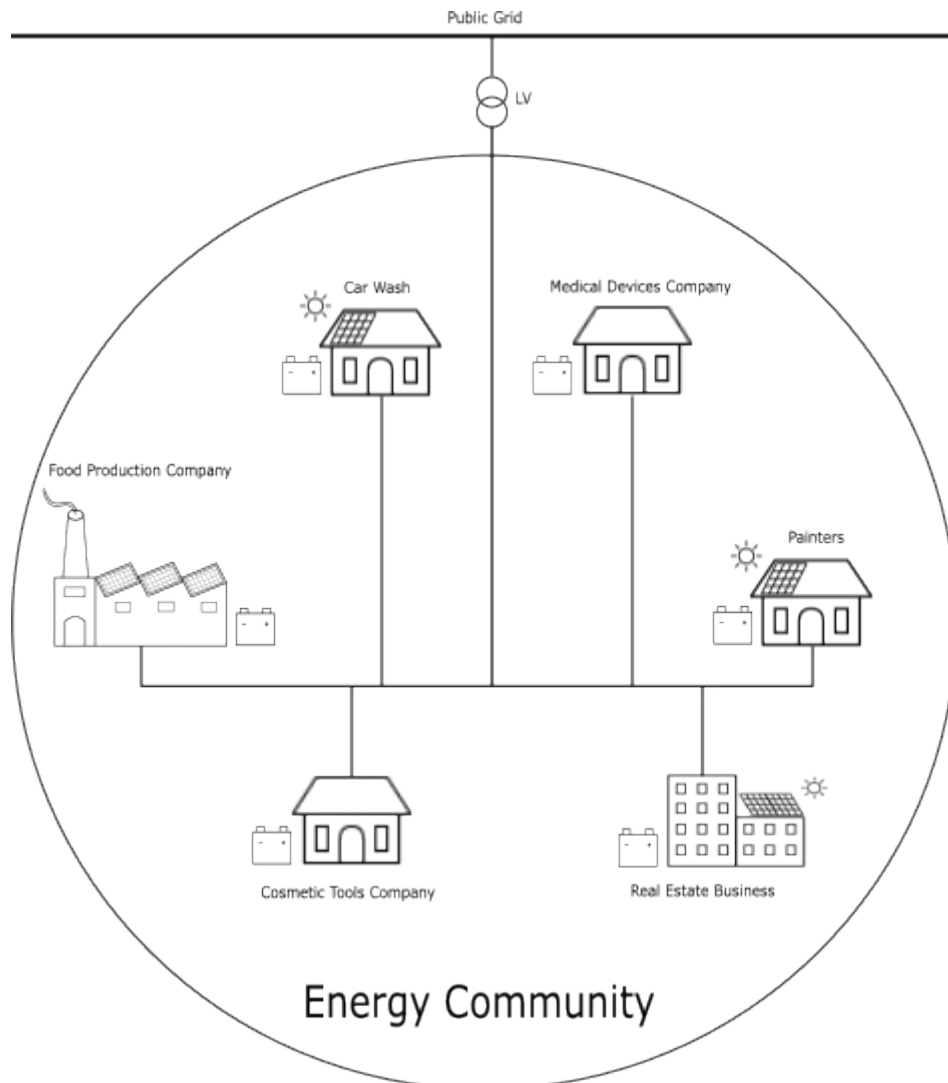 Public Grid
LV
Car Wash
Medical Devices Company
Food Production Company
Painters
Cosmetic Tools Company
Real Estate Business
Energy Community